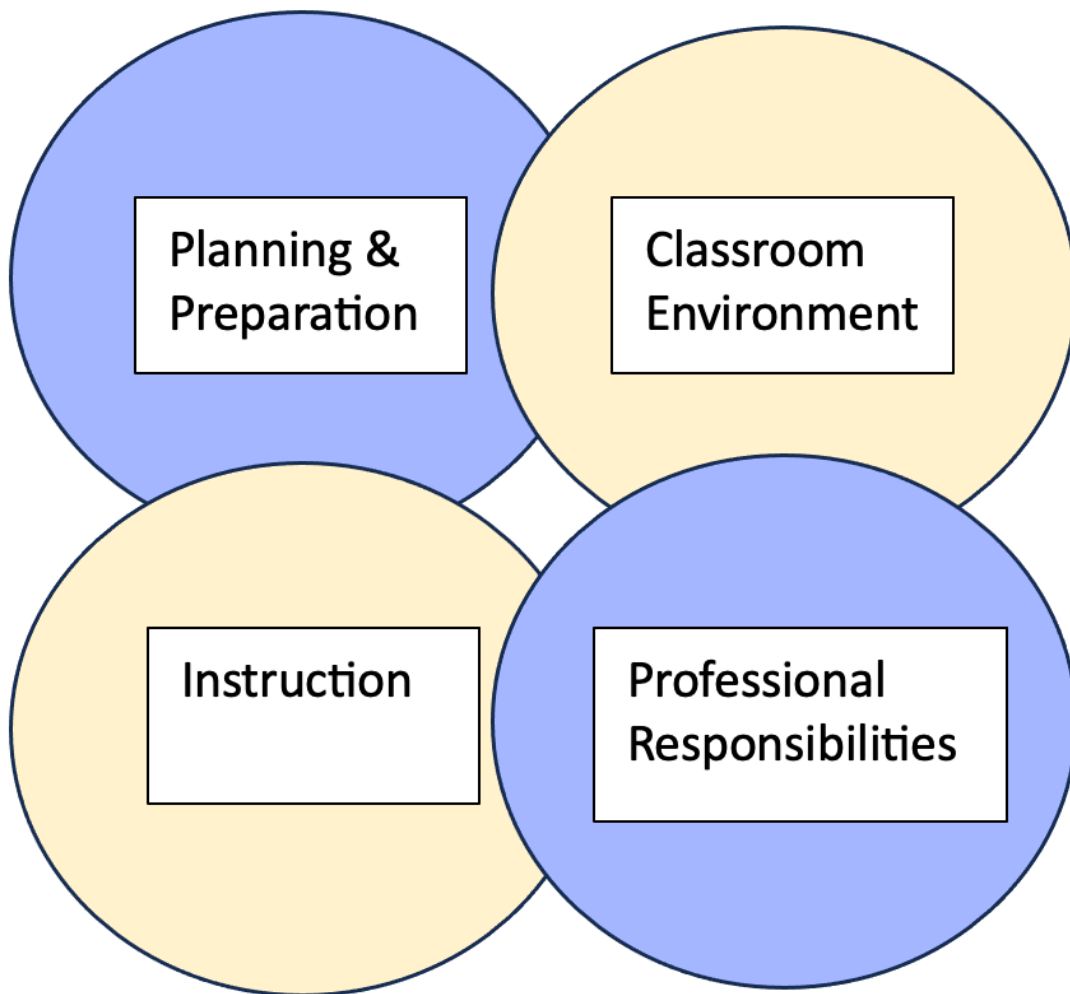 Planning &
Preparation
Classroom
Environment
Instruction
Professional
Responsibilities